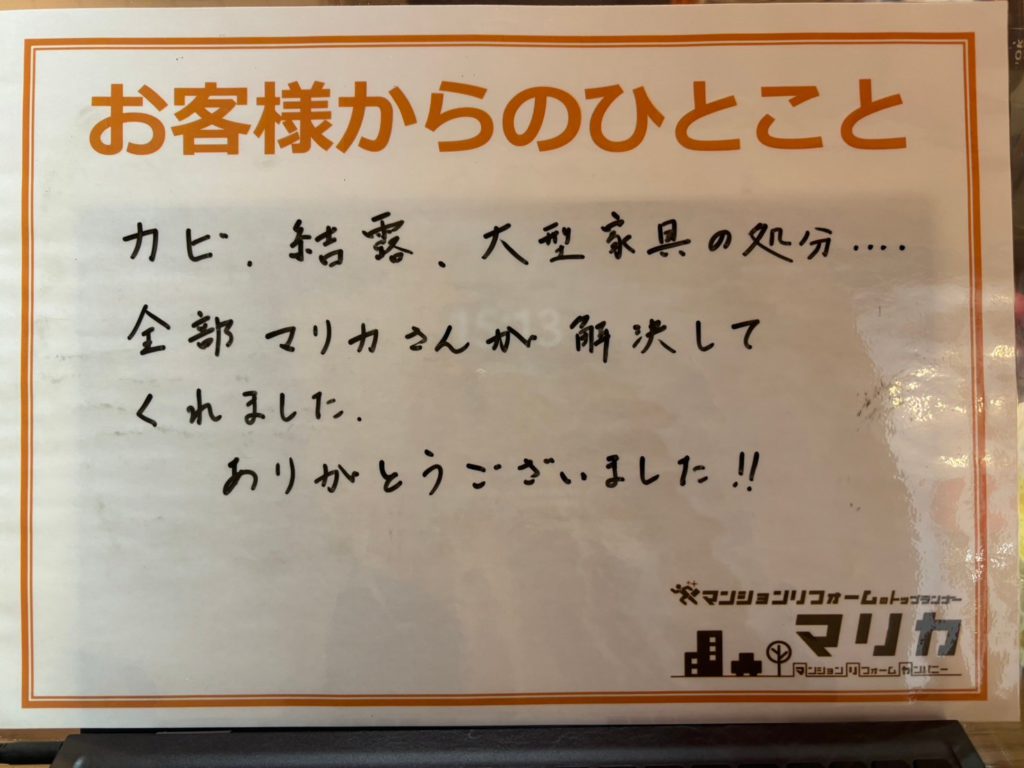 お客様からのひとこと
カビ、結露、大型家具の処分‥‥
全部マリカさんが解決して
くれました.
ありがとうございました!!
マンションリフォームのトップランナー
マリカ
マンションリフォームカンパニー